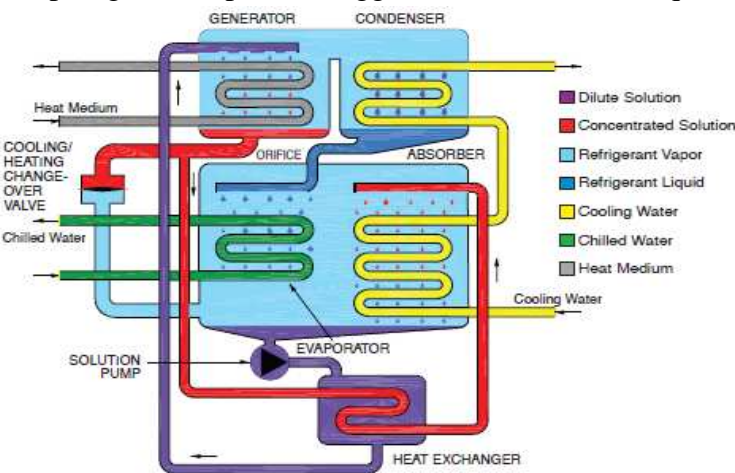 GENERATOR
CONDENSER
Heat Medium
COOLING/
HEATING
CHANGE-
OVER
VALVE
ORIFICE
ABSORBER
Chilled Water
Cooling Water
EVAPORATOR
SOLUTION
PUMP
HEAT EXCHANGER
Dilute Solution
Concentrated Solution
Refrigerant Vapor
Refrigerant Liquid
Cooling Water
Chilled Water
Heat Medium